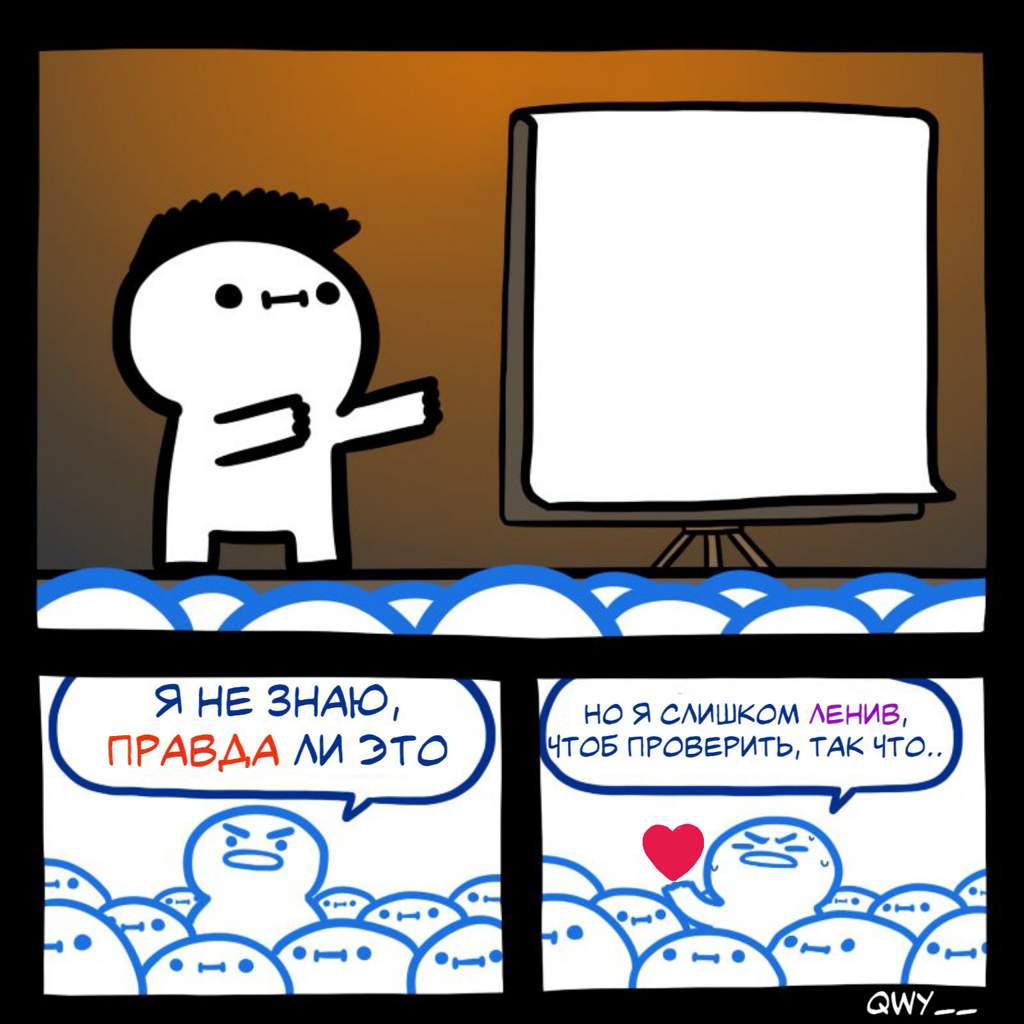 Я НЕ ЗНАЮ,
ПРАВДА ЛИ ЭТО
НО Я СЛИШКОМ ЛЕНИВ,
ЧТОБ ПРОВЕРИТЬ, ТАК ЧТО..
QWY__